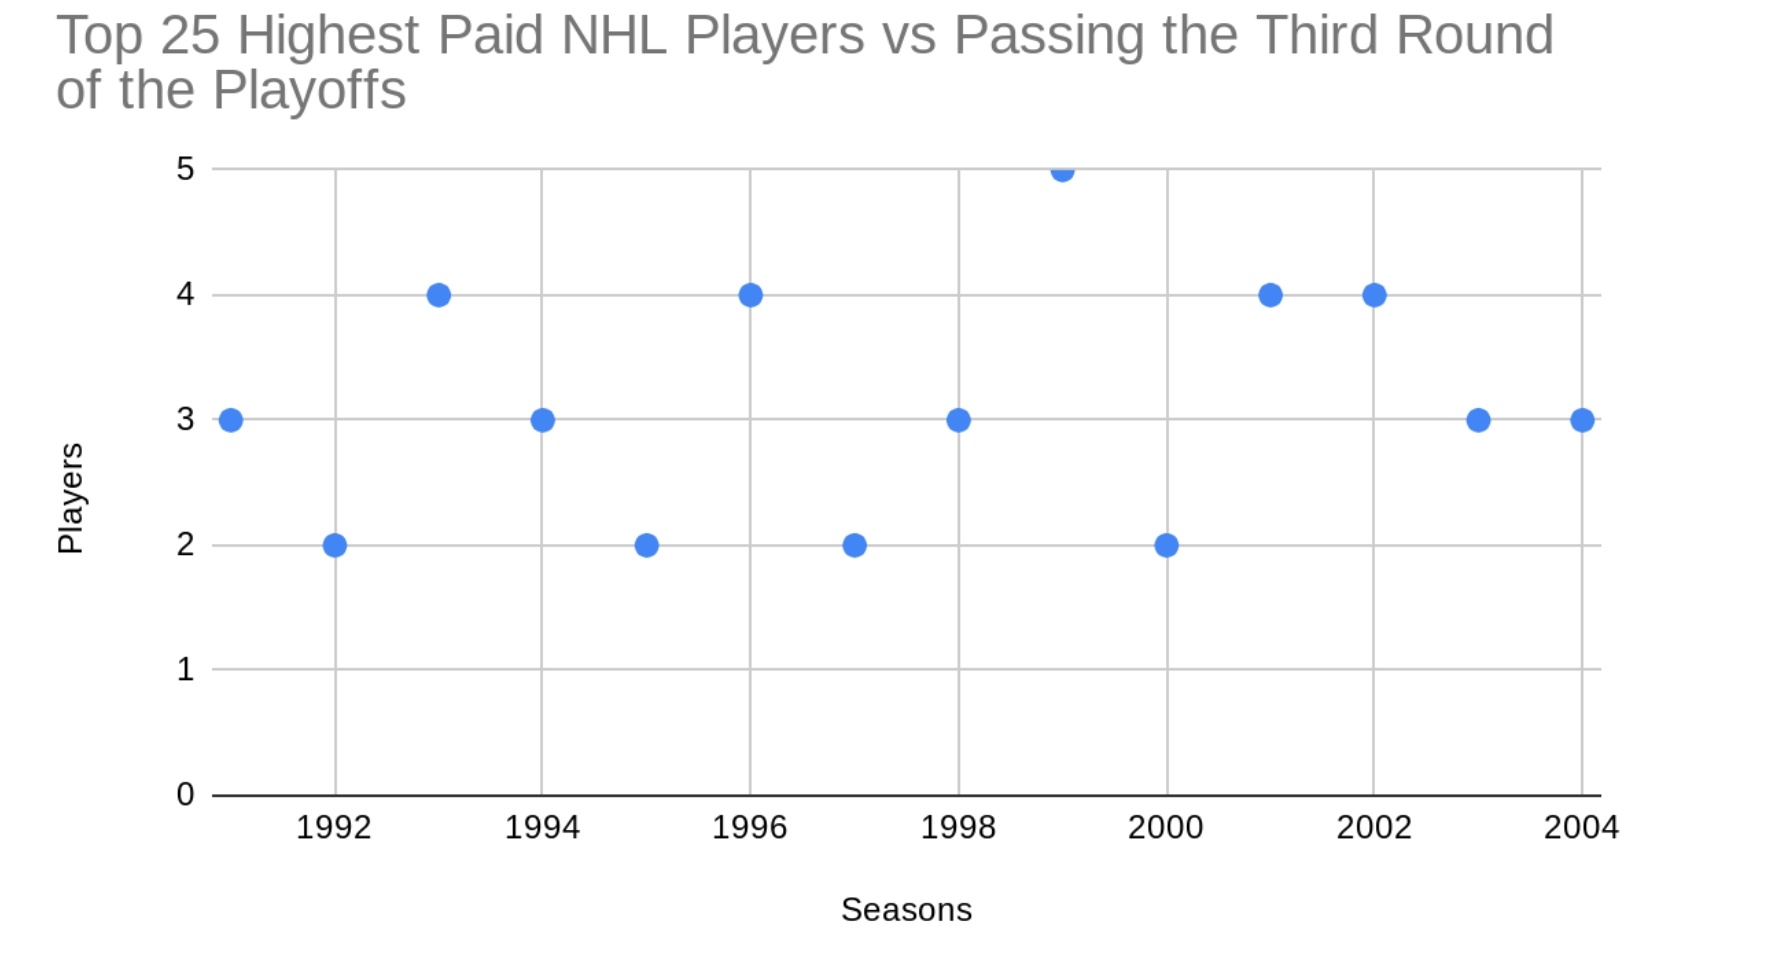 Top 25 Highest Paid NHL Players vs Passing the Third Round
of the Playoffs
5
4
3
2
1
0
Players
1992 1994 1996 1998 2000 2002 2004
Seasons